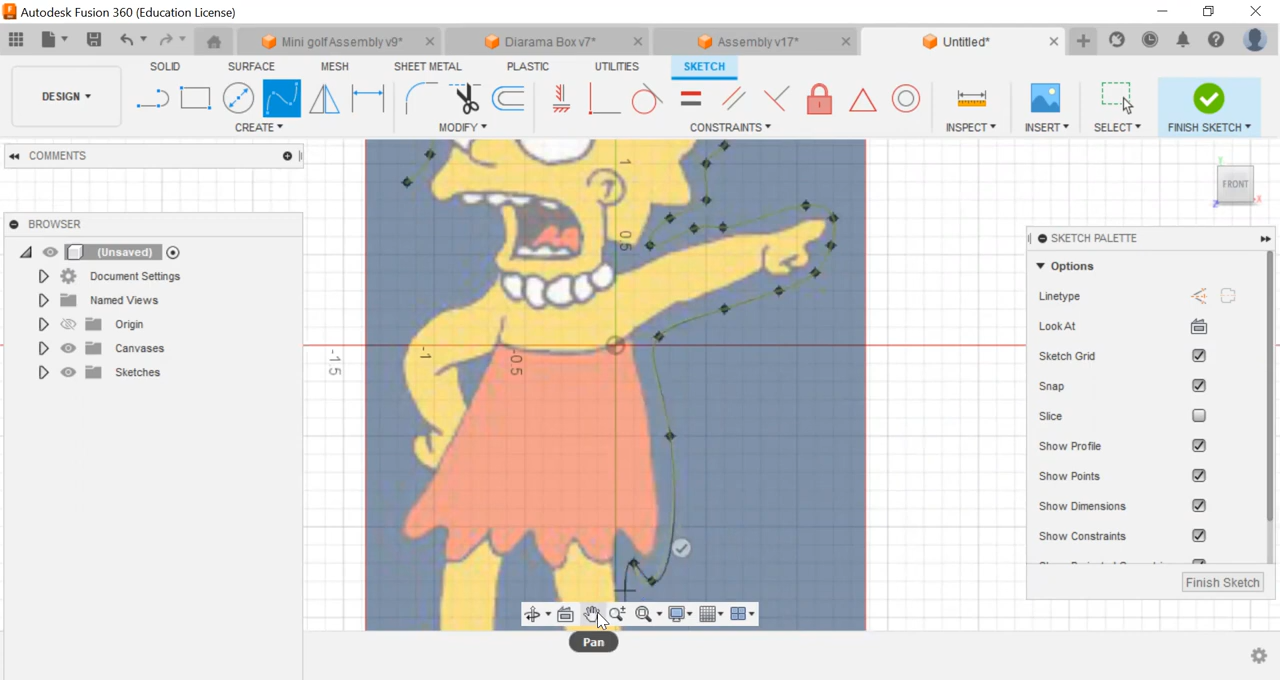 Autodesk Fusion 360 (Education License)
Mini golf Assembly v9*
Diarama Box v7*
Assembly v17*
Untitled*
SOLID
SURFACE
MESH
SHEET METAL
PLASTIC
UTILITIES
SKETCH
DESIGN
CREATE
MODIFY
CONSTRAINTS
INSPECT
INSERT
SELECT
FINISH SKETCH
COMMENTS
BROWSER
(Unsaved)
Document Settings
Named Views
Origin
Canvases
Sketches
1
0.5
-0.5
-1
-1.5
Y
FRONT
Z
X
SKETCH PALETTE
Options
Linetype
Look At
Sketch Grid
Snap
Slice
Show Profile
Show Points
Show Dimensions
Show Constraints
Finish Sketch
Pan